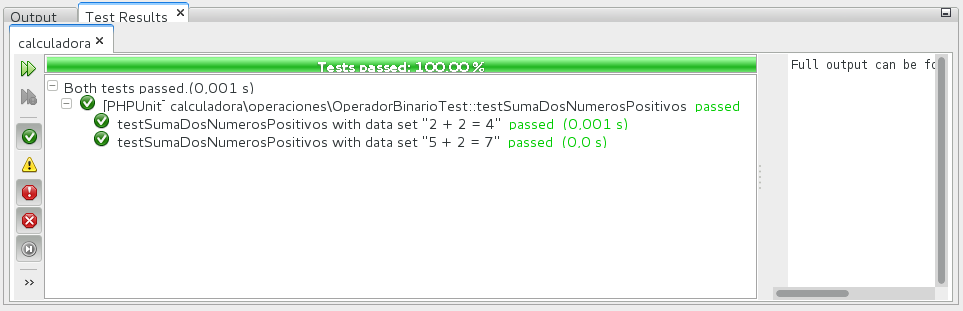 Output
Test Results
calculadora
Tests passed: 100.00 %
Both tests passed.(0,001 s)
[PHPUnit] calculadora\operaciones\OperadorBinarioTest::testSumaDosNumerosPositivos passed
testSumaDosNumerosPositivos with data set "2 + 2 = 4" passed (0,001 s)
testSumaDosNumerosPositivos with data set "5 + 2 = 7" passed (0,0 s)
Full output can be fo